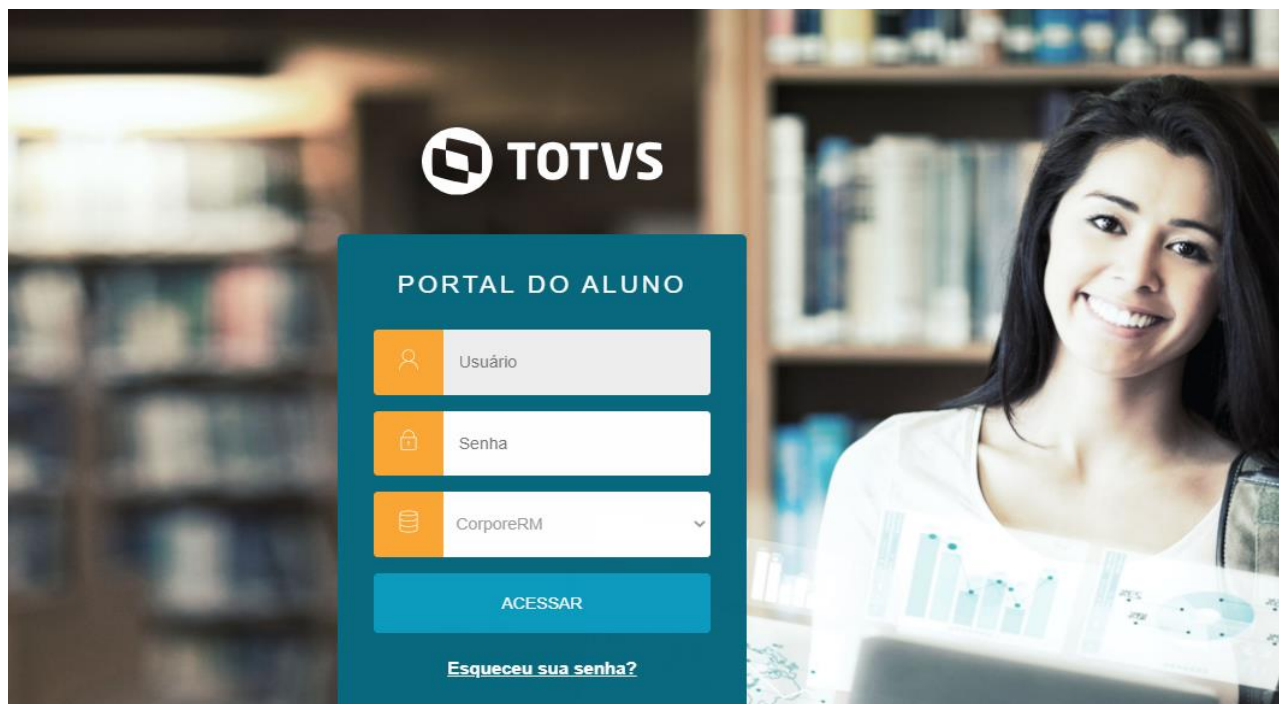 TOTVS
PORTAL DO ALUNO
Usuário
Senha
CorporeRM
ACESSAR
Esqueceu sua senha?